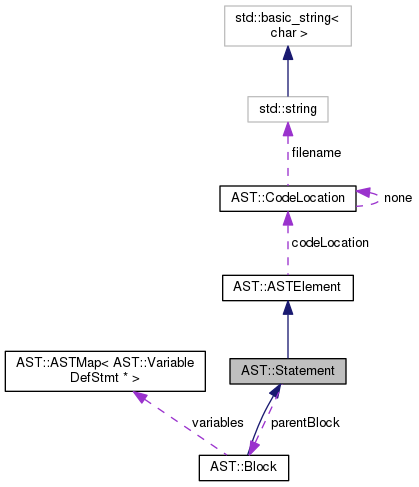 std::basic_string<
char >
std::string
filename
AST::CodeLocation
none
codeLocation
AST::ASTElement
AST::ASTMap< AST::Variable
DefStmt * >
AST::Statement
variables
parentBlock
AST::Block